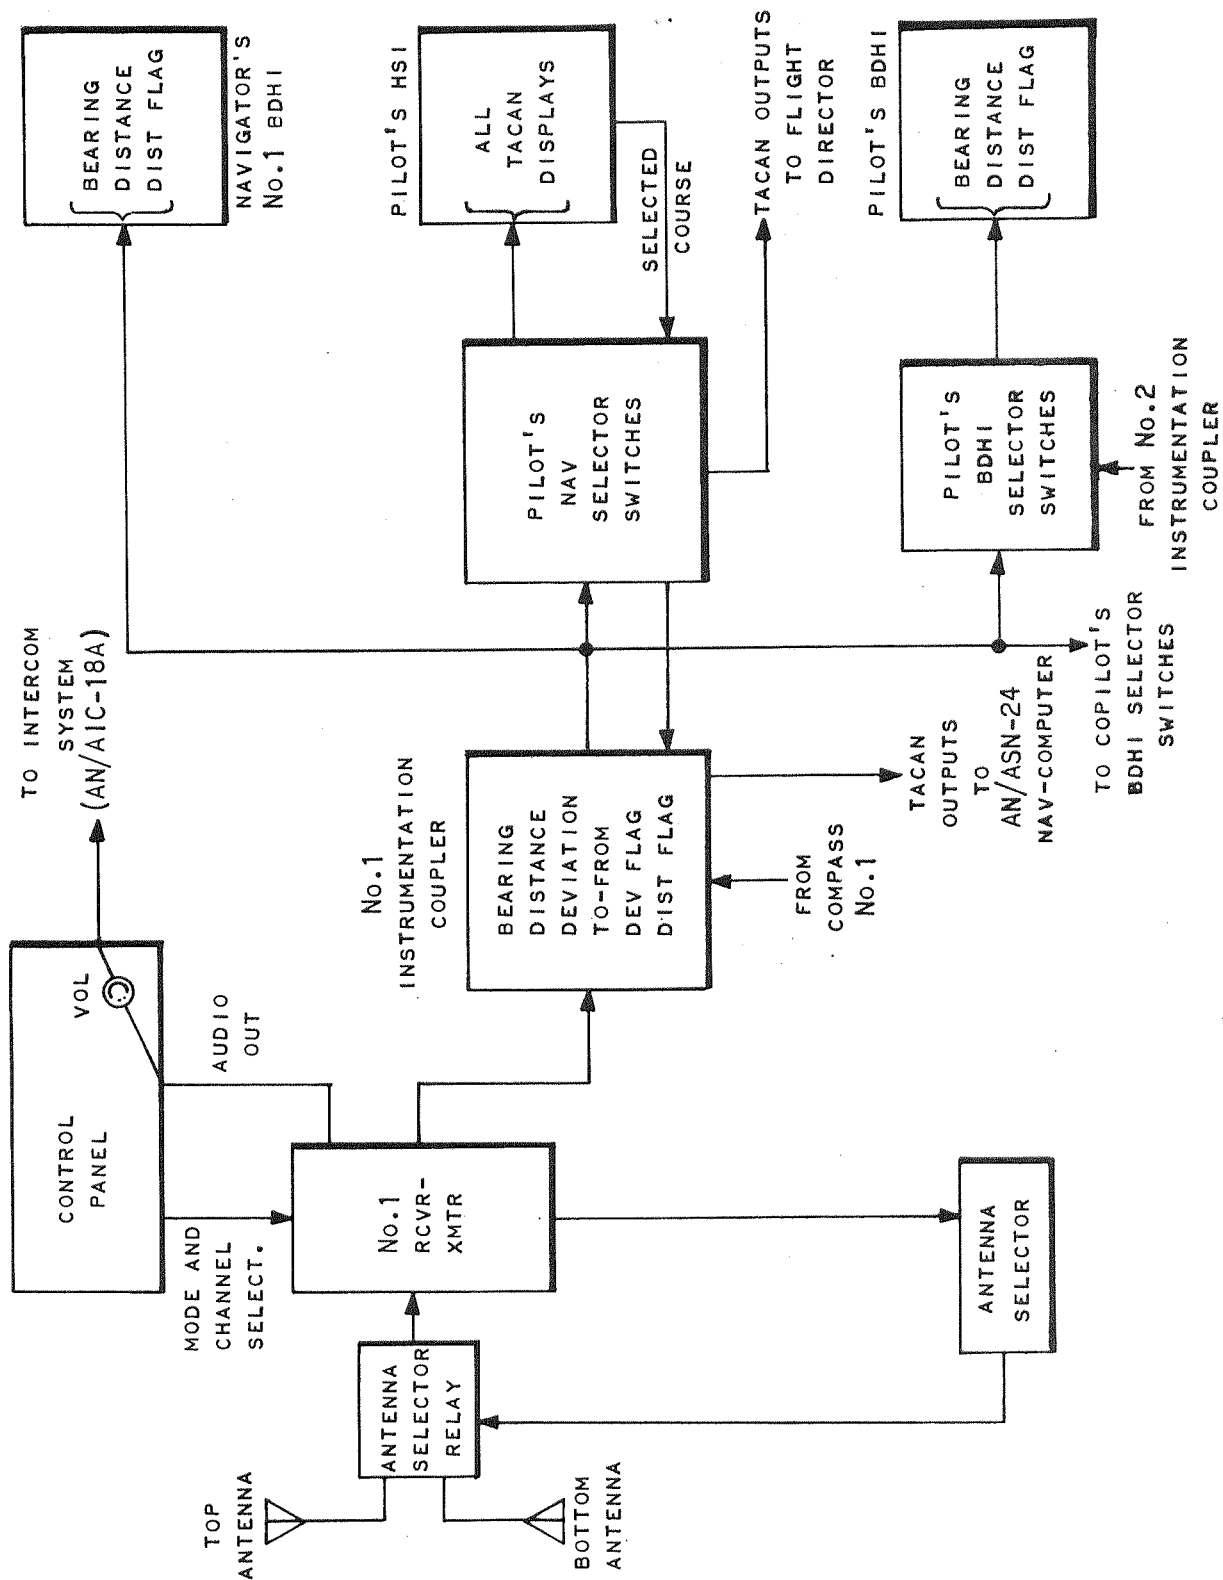 TOP
ANTENNA
BOTTOM
ANTENNA
ANTENNA
SELECTOR
RELAY
CONTROL
PANEL
VOL
MODE AND
CHANNEL
SELECT.
AUDIO
OUT
TO INTERCOM
SYSTEM
(AN/AIC-18A)
No.1
RCVR-
XMTR
ANTENNA
SELECTOR
No.1
INSTRUMENTATION
COUPLER
BEARING
DISTANCE
DEVIATION
TO-FROM
DEV FLAG
DIST FLAG
FROM
COMPASS
No.1
TACAN
OUTPUTS
TO
AN/ASN-24
NAV-COMPUTER
TO COPILOT'S
BDHI SELECTOR
SWITCHES
PILOT'S
NAV
SELECTOR
SWITCHES
PILOT'S
BDHI
SELECTOR
SWITCHES
FROM No.2
INSTRUMENTATION
COUPLER
BEARING
DISTANCE
DIST FLAG
NAVIGATOR'S
No.1 BDHI
PILOT'S HSI
ALL
TACAN
DISPLAYS
SELECTED
COURSE
TACAN OUTPUTS
TO FLIGHT
DIRECTOR
PILOT'S BDHI
BEARING
DISTANCE
DIST FLAG